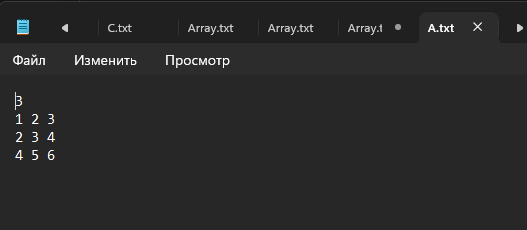 C.txt Array.txt Array.txt Array.t A.txt
Файл Изменить Просмотр
3
1 2 3
2 3 4
4 5 6